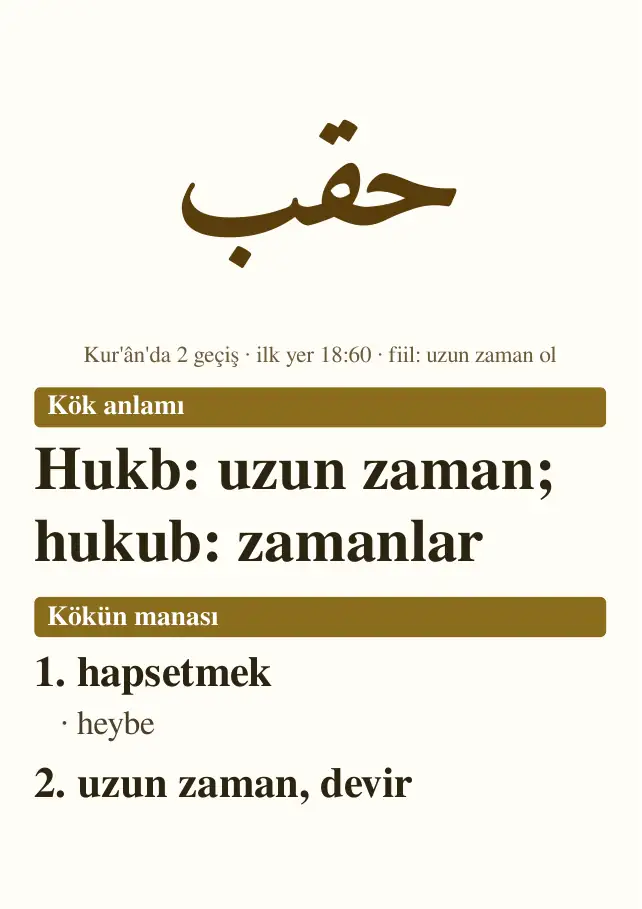 حقب
Kur'ân'da 2 geçiş · ilk yer 18:60 · fiil: uzun zaman ol
Kök anlamı
Hukb: uzun zaman;
hukub: zamanlar
Kökün manası
1. hapsetmek
· heybe
2. uzun zaman, devir